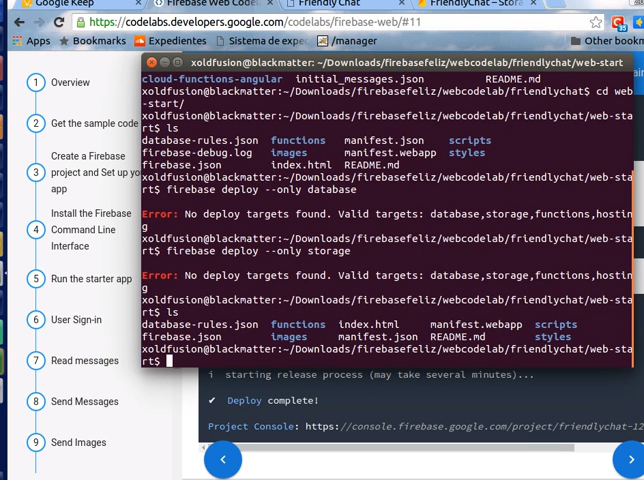 Google Keep
Firebase Web Codelab
Friendly Chat
FriendlyChat – Stora
https://codelabs.developers.google.com/codelabs/firebase-web/#11
Apps
Bookmarks
Expedientes
Sistema de expe
/manager
Other bookm
xoldfusion@blackmatter: ~/Downloads/firebasefeliz/webcodelab/friendlychat/web-start
cloud-functions-angular initial_messages.json README.md
xoldfusion@blackmatter:~/Downloads/firebasefeliz/webcodelab/friendlychat$ cd web
-start/
xoldfusion@blackmatter:~/Downloads/firebasefeliz/webcodelab/friendlychat/web-sta
rt$ ls
database-rules.json functions manifest.json scripts
firebase-debug.log images manifest.webapp styles
firebase.json index.html README.md
xoldfusion@blackmatter:~/Downloads/firebasefeliz/webcodelab/friendlychat/web-sta
rt$ firebase deploy --only database
Error: No deploy targets found. Valid targets: database,storage,functions,hostin
g
xoldfusion@blackmatter:~/Downloads/firebasefeliz/webcodelab/friendlychat/web-sta
rt$ firebase deploy --only storage
Error: No deploy targets found. Valid targets: database,storage,functions,hostin
g
xoldfusion@blackmatter:~/Downloads/firebasefeliz/webcodelab/friendlychat/web-sta
rt$ ls
database-rules.json functions index.html manifest.webapp scripts
firebase.json images manifest.json README.md styles
xoldfusion@blackmatter:~/Downloads/firebasefeliz/webcodelab/friendlychat/web-sta
rt$
1 Overview
2 Get the sample code
3 Create a Firebase
project and Set up yo
app
4 Install the Firebase
Command Line
Interface
5 Run the starter app
6 User Sign-in
7 Read messages
8 Send Messages
9 Send Images
i starting release process (may take several minutes)...
✔ Deploy complete!
Project Console: https://console.firebase.google.com/project/friendlychat-12